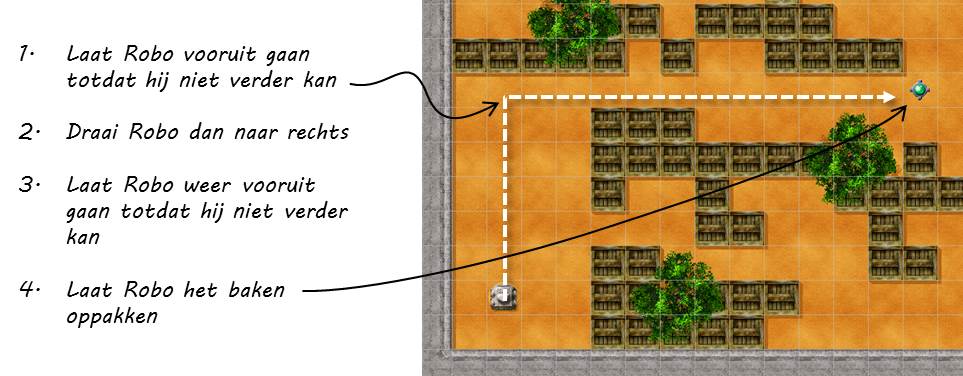 1. Laat Robo vooruit gaan
totdat hij niet verder kan
2. Draai Robo dan naar rechts
3. Laat Robo weer vooruit
gaan totdat hij niet verder
kan
4. Laat Robo het baken
oppakken